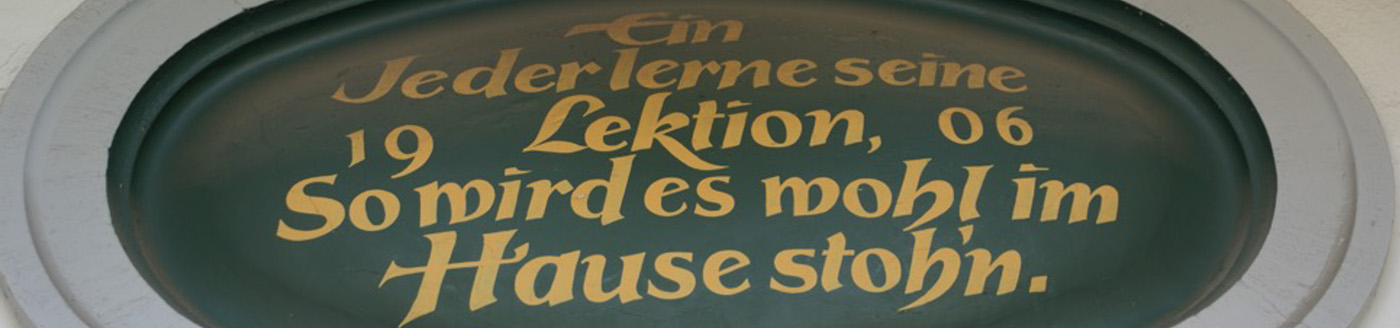 Ein
Jeder lerne seine
19 Lektion, 06
So wird es wohl im
Hause stoh'n.